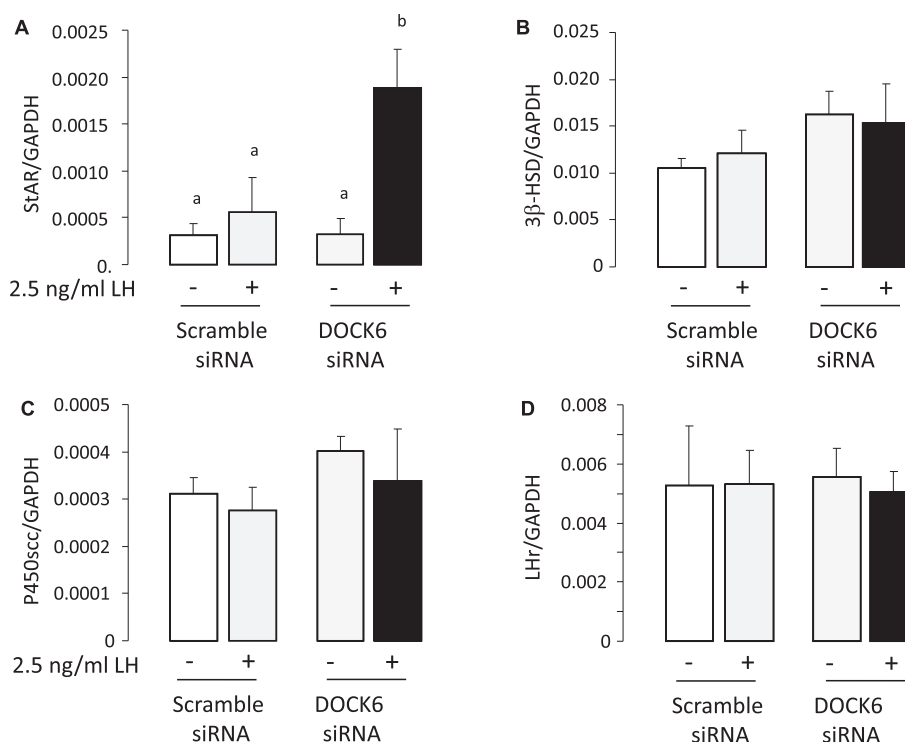 A
StAR/GAPDH
0.0025
0.0020
0.0015
0.0010
0.0005
0.
a
a
a
b
2.5 ng/ml LH
- + - +
Scramble siRNA
DOCK6 siRNA
B
3β-HSD/GAPDH
0.025
0.020
0.015
0.010
0.005
0
- + - +
Scramble siRNA
DOCK6 siRNA
C
P450scc/GAPDH
0.0005
0.0004
0.0003
0.0002
0.0001
0
2.5 ng/ml LH
- + - +
Scramble siRNA
DOCK6 siRNA
D
LHr/GAPDH
0.008
0.006
0.004
0.002
0
- + - +
Scramble siRNA
DOCK6 siRNA